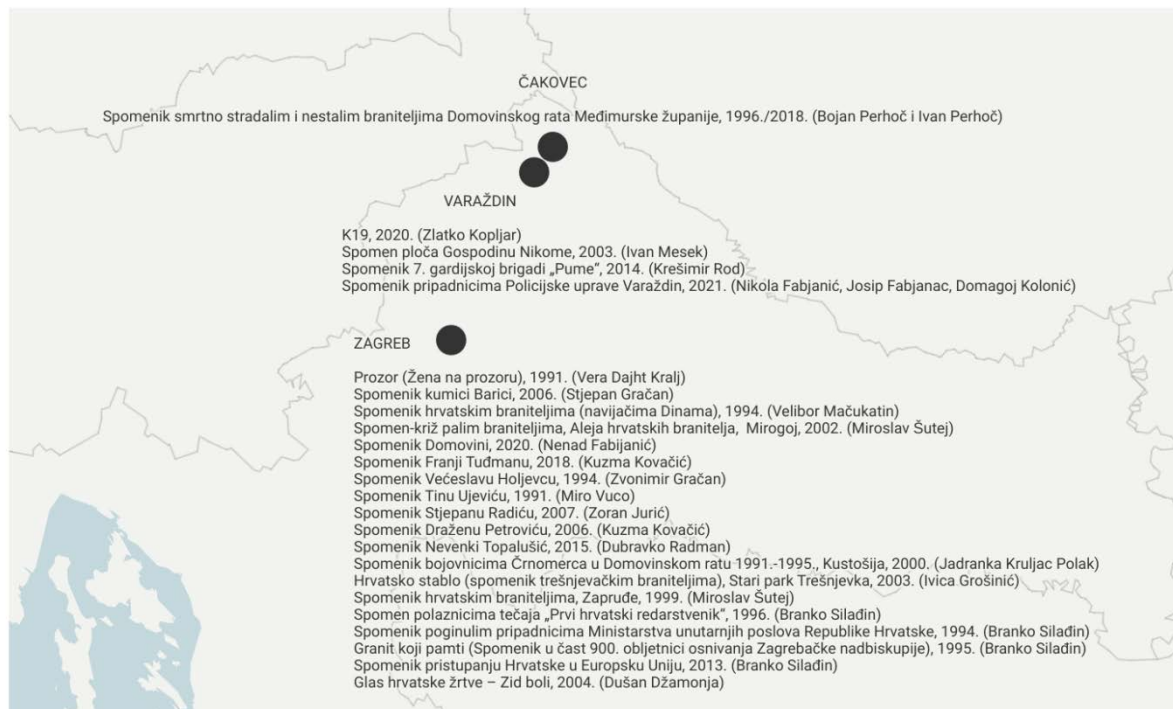 ČAKOVEC
Spomenik smrtno stradalim i nestalim braniteljima Domovinskog rata Međimurske županije, 1996./2018. (Bojan Perhoč i Ivan Perhoč)
VARAŽDIN
K19, 2020. (Zlatko Kopljar)
Spomen ploča Gospodinu Nikome, 2003. (Ivan Mesek)
Spomenik 7. gardijskoj brigadi „Pume“, 2014. (Krešimir Rod)
Spomenik pripadnicima Policijske uprave Varaždin, 2021. (Nikola Fabjanić, Josip Fabjanac, Domagoj Kolonić)
ZAGREB
Prozor (Žena na prozoru), 1991. (Vera Dajht Kralj)
Spomenik kumici Barici, 2006. (Stjepan Gračan)
Spomenik hrvatskim braniteljima (navijačima Dinama), 1994. (Velibor Mačukatin)
Spomen-križ palim braniteljima, Aleja hrvatskih branitelja, Mirogoj, 2002. (Miroslav Šutej)
Spomenik Domovini, 2020. (Nenad Fabijanić)
Spomenik Franji Tuđmanu, 2018. (Kuzma Kovačić)
Spomenik Većeslavu Holjevcu, 1994. (Zvonimir Gračan)
Spomenik Tinu Ujeviću, 1991. (Miro Vuco)
Spomenik Stjepanu Radiću, 2007. (Zoran Jurić)
Spomenik Draženu Petroviću, 2006. (Kuzma Kovačić)
Spomenik Nevenki Topalušić, 2015. (Dubravko Radman)
Spomenik bojovnicima Črnomerca u Domovinskom ratu 1991.-1995., Kustošija, 2000. (Jadranka Kruljac Polak)
Hrvatsko stablo (spomenik trešnjevačkim braniteljima), Stari park Trešnjevka, 2003. (Ivica Grošinić)
Spomenik hrvatskim braniteljima, Zapruđe, 1999. (Miroslav Šutej)
Spomen polaznicima tečaja „Prvi hrvatski redarstvenik“, 1996. (Branko Silađin)
Spomenik poginulim pripadnicima Ministarstva unutarnjih poslova Republike Hrvatske, 1994. (Branko Silađin)
Granit koji pamti (Spomenik u čast 900. obljetnici osnivanja Zagrebačke nadbiskupije), 1995. (Branko Silađin)
Spomenik pristupanju Hrvatske u Europsku Uniju, 2013. (Branko Silađin)
Glas hrvatske žrtve – Zid boli, 2004. (Dušan Džamonja)